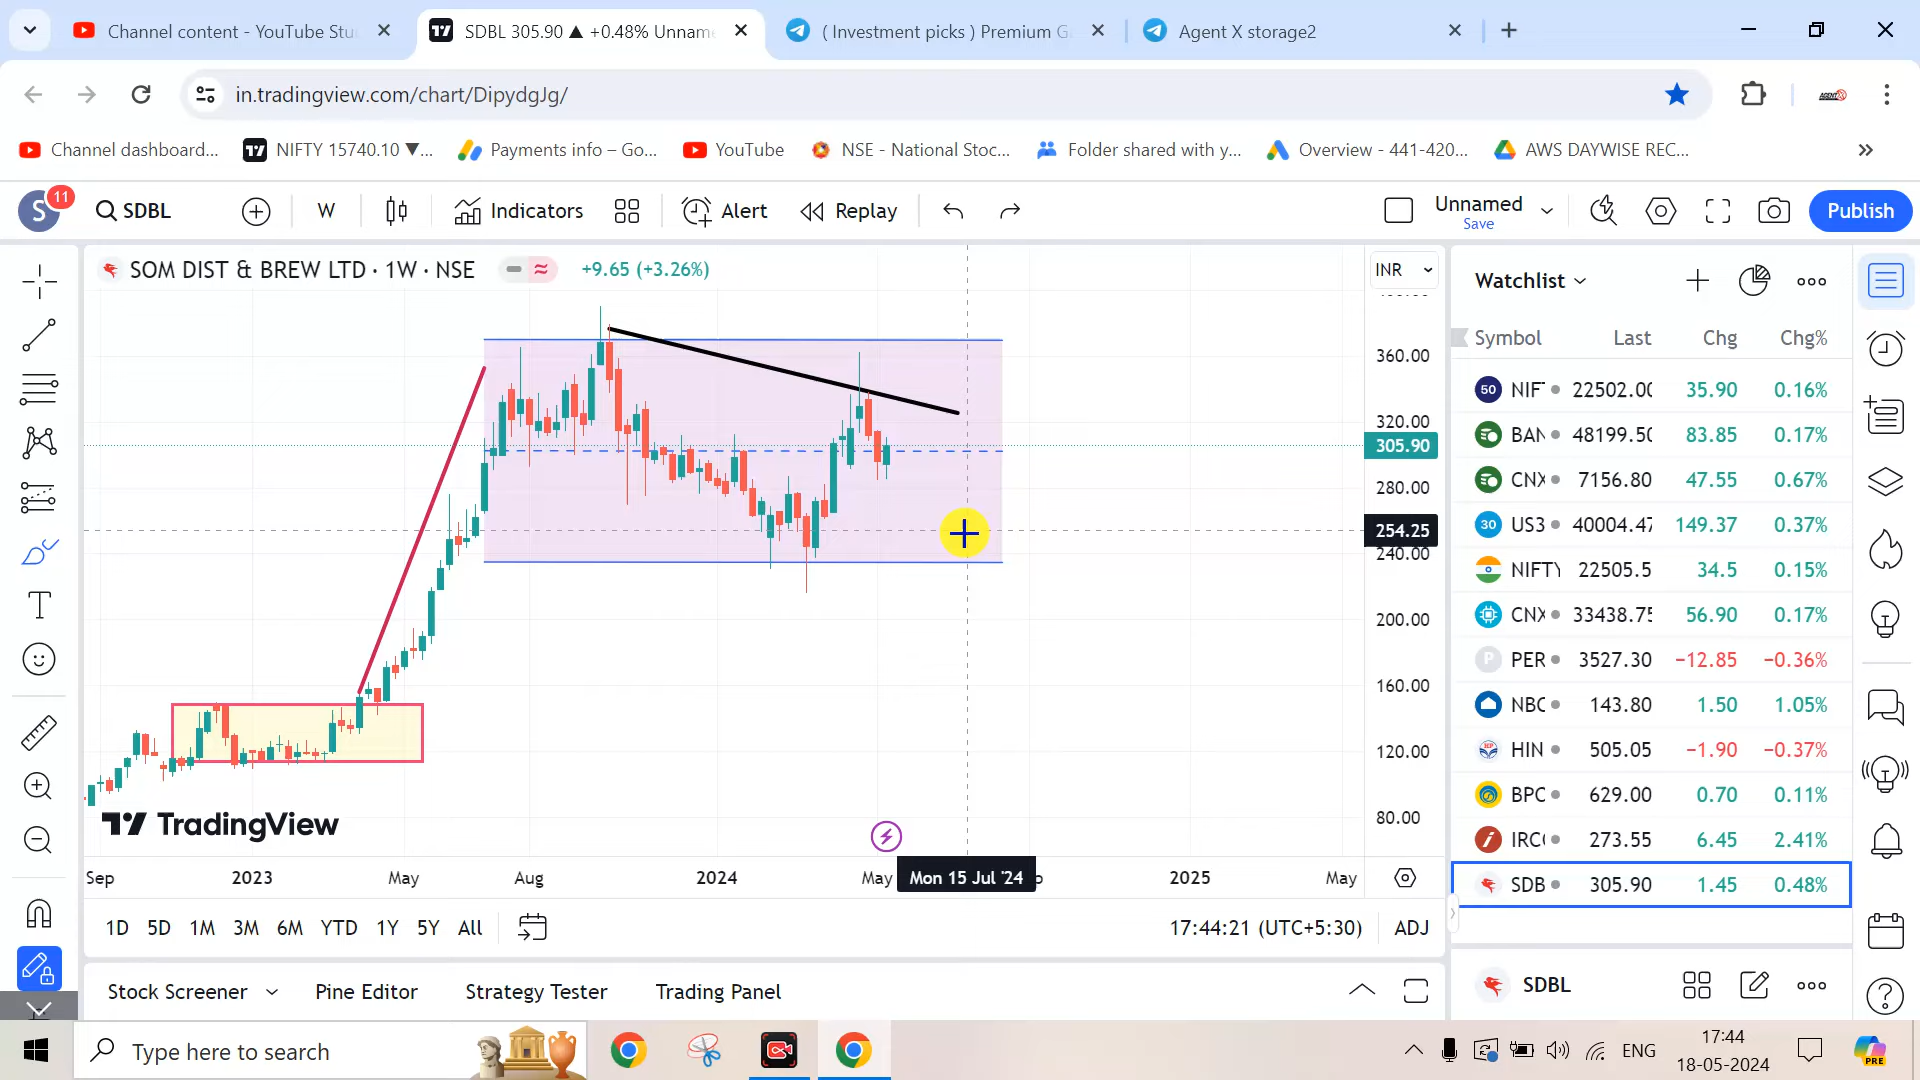 Channel content - YouTube Stu
SDBL 305.90 ▲ +0.48% Unnam
( Investment picks ) Premium G
Agent X storage2
in.tradingview.com/chart/DipydgJg/
Channel dashboard...
NIFTY 15740.10 ▼...
Payments info – Go...
YouTube
NSE - National Stoc...
Folder shared with y...
Overview - 441-420...
AWS DAYWISE REC...
S 11
SDBL
W
Indicators
Alert
Replay
Unnamed
Save
Publish
SOM DIST & BREW LTD · 1W · NSE
+9.65 (+3.26%)
INR
360.00
320.00
305.90
280.00
254.25
240.00
200.00
160.00
120.00
80.00
TradingView
Sep 2023 May Aug 2024 May Mon 15 Jul '24 2025 May
1D 5D 1M 3M 6M YTD 1Y 5Y All
17:44:21 (UTC+5:30) ADJ
Stock Screener Pine Editor Strategy Tester Trading Panel
Watchlist
Symbol Last Chg Chg%
50 NIF 22502.00 35.90 0.16%
BAN 48199.50 83.85 0.17%
CNX 7156.80 47.55 0.67%
30 US3 40004.47 149.37 0.37%
NIFTY 22505.5 34.5 0.15%
CNX 33438.75 56.90 0.17%
P PER 3527.30 −12.85 −0.36%
NBC 143.80 1.50 1.05%
HIN 505.05 −1.90 −0.37%
BPC 629.00 0.70 0.11%
IRC 273.55 6.45 2.41%
SDB 305.90 1.45 0.48%
SDBL
Type here to search
ENG
17:44
18-05-2024
PRE